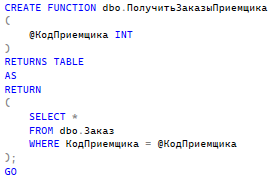 CREATE FUNCTION dbo.ПолучитьЗаказыПриемщика
(
    @КодПриемщика INT
)
RETURNS TABLE
AS
RETURN
(
    SELECT *
    FROM dbo.Заказ
    WHERE КодПриемщика = @КодПриемщика
);
GO